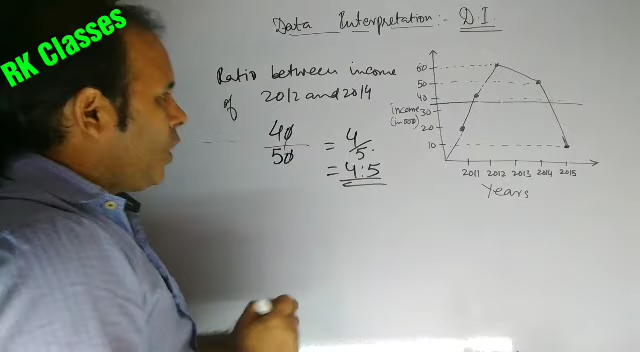 RK Classes
Data Interpretation:- D.I.
Ratio between income
of 2012 and 2014
40/50 = 4/5.
= 4:5
60
50
40
30
20
10
income
(in 000)
2011 2012 2013 2014 2015
Years